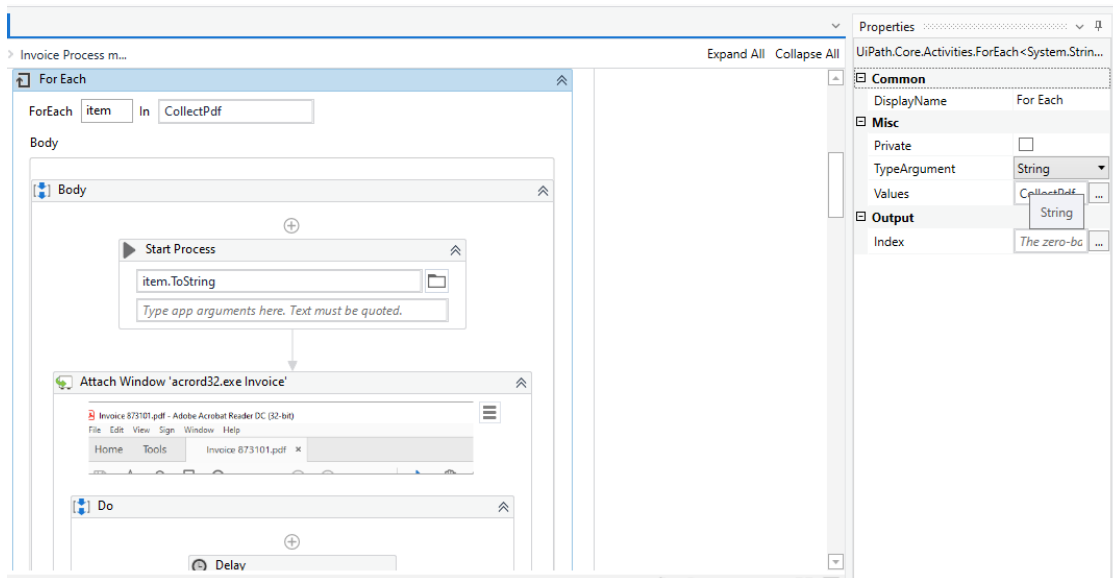 Properties
Invoice Process m...
Expand All Collapse All
UiPath.Core.Activities.ForEach<System.Strin...
For Each
Common
DisplayName For Each
ForEach item In CollectPdf
Misc
Private
Body
TypeArgument String
Values CollectPdf ...
Body
String
Output
Index The zero-ba ...
Start Process
item.ToString
Type app arguments here. Text must be quoted.
Attach Window 'acrord32.exe Invoice'
Invoice 873101.pdf - Adobe Acrobat Reader DC (32-bit)
File Edit View Sign Window Help
Home Tools Invoice 873101.pdf ×
Do
Delay